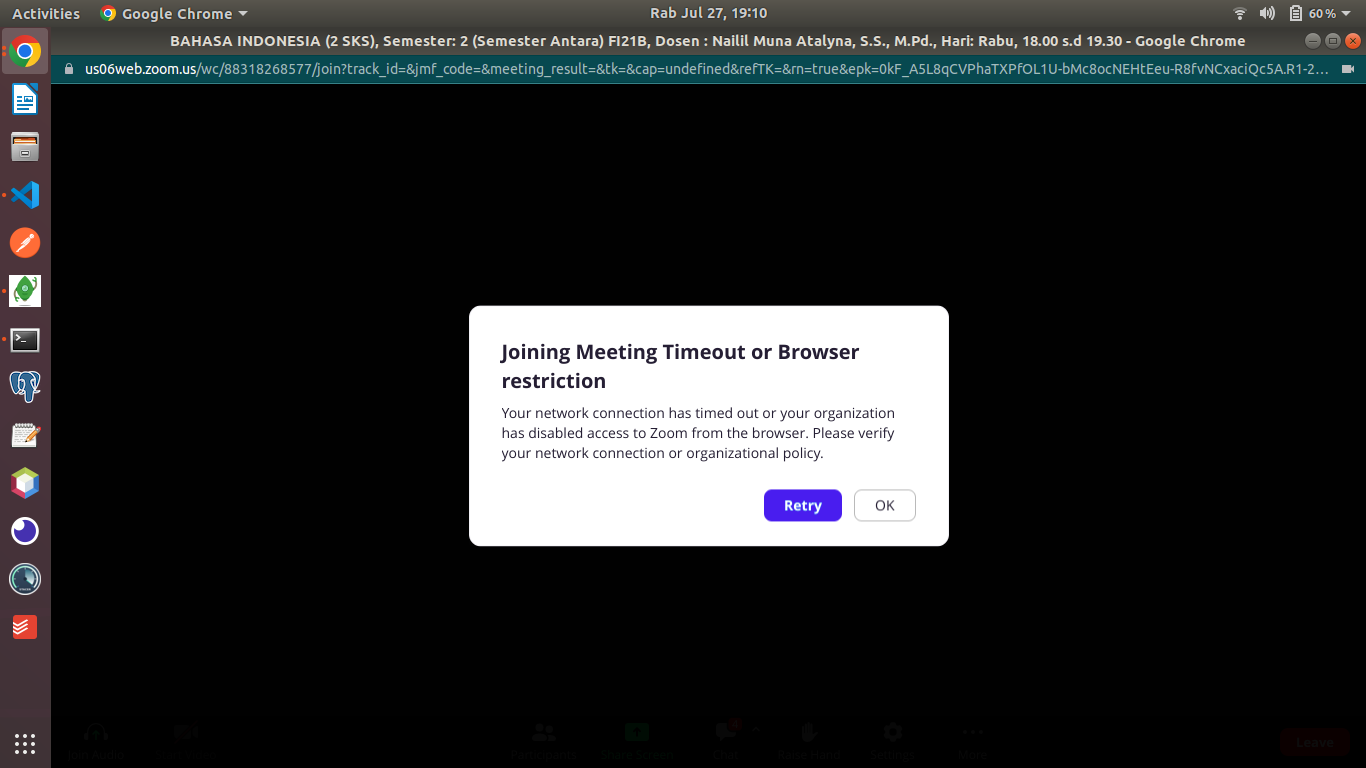 Activities Google Chrome Rab Jul 27, 19:10 60 %
BAHASA INDONESIA (2 SKS), Semester: 2 (Semester Antara) FI21B, Dosen : Nailil Muna Atalyna, S.S., M.Pd., Hari: Rabu, 18.00 s.d 19.30 - Google Chrome
us06web.zoom.us/wc/88318268577/join?track_id=&jmf_code=&meeting_result=&tk=&cap=undefined&refTK=&rn=true&epk=0kF_A5L8qCVPhaTXPfOL1U-bMc8ocNEHtEeu-R8fvNCxaciQc5A.R1-2...
Joining Meeting Timeout or Browser
restriction
Your network connection has timed out or your organization
has disabled access to Zoom from the browser. Please verify
your network connection or organizational policy.
Retry OK
Join Audio Participants Share Screen Chat Raise Hand Settings More Leave